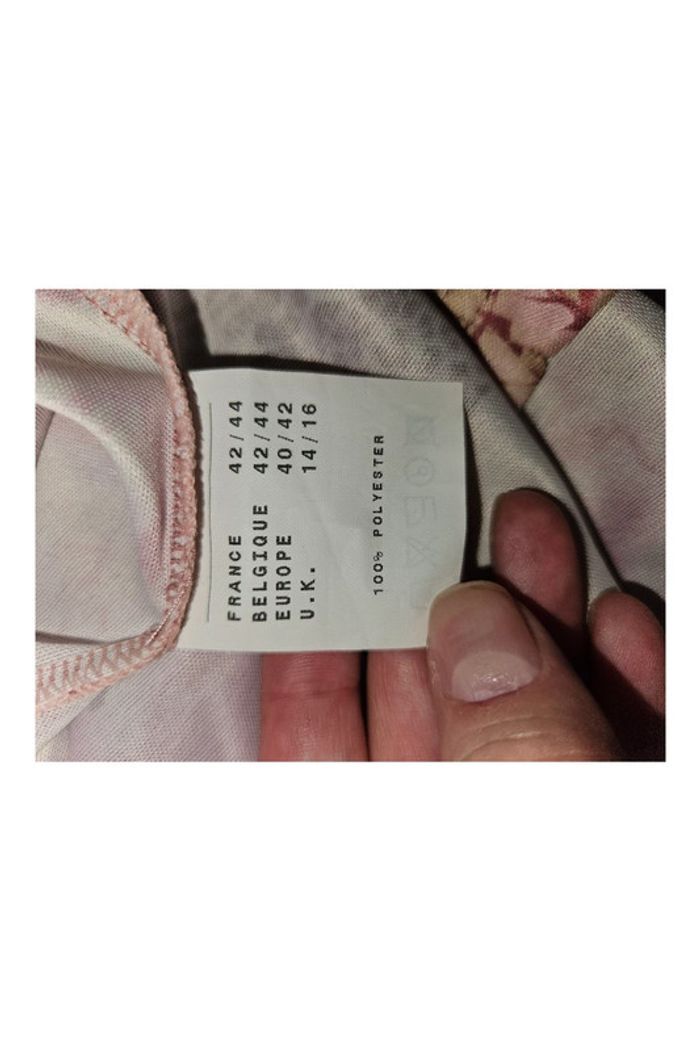 FRANCE 42/44
BELGIQUE 42/44
EUROPE 40/42
U.K. 14/16
100% POLYESTER